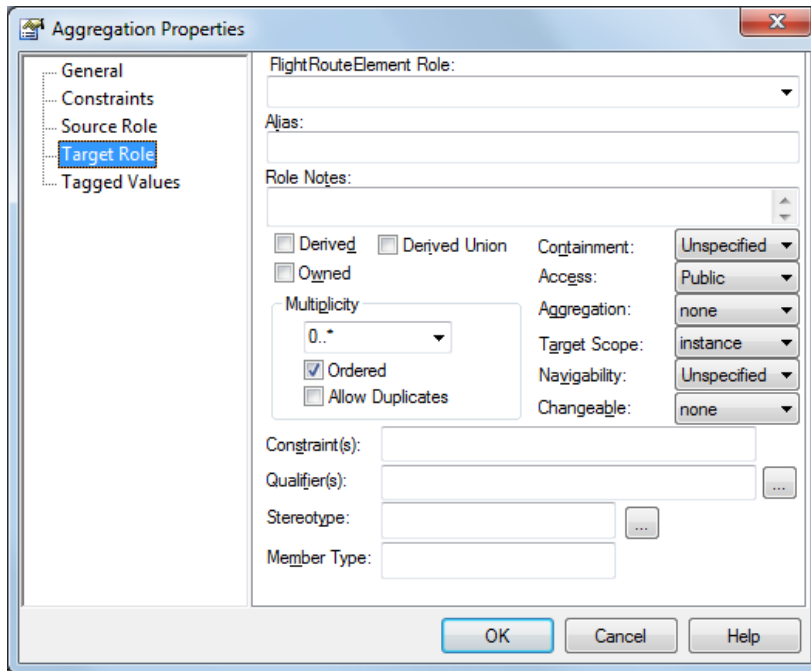 Aggregation Properties
General
Constraints
Source Role
Target Role
Tagged Values
FlightRouteElement Role:
Alias:
Role Notes:
Derived Derived Union
Owned
Containment: Unspecified
Access: Public
Aggregation: none
Target Scope: instance
Navigability: Unspecified
Changeable: none
Multiplicity
0..*
Ordered
Allow Duplicates
Constraint(s):
Qualifier(s):
...
Stereotype:
...
Member Type:
OK Cancel Help